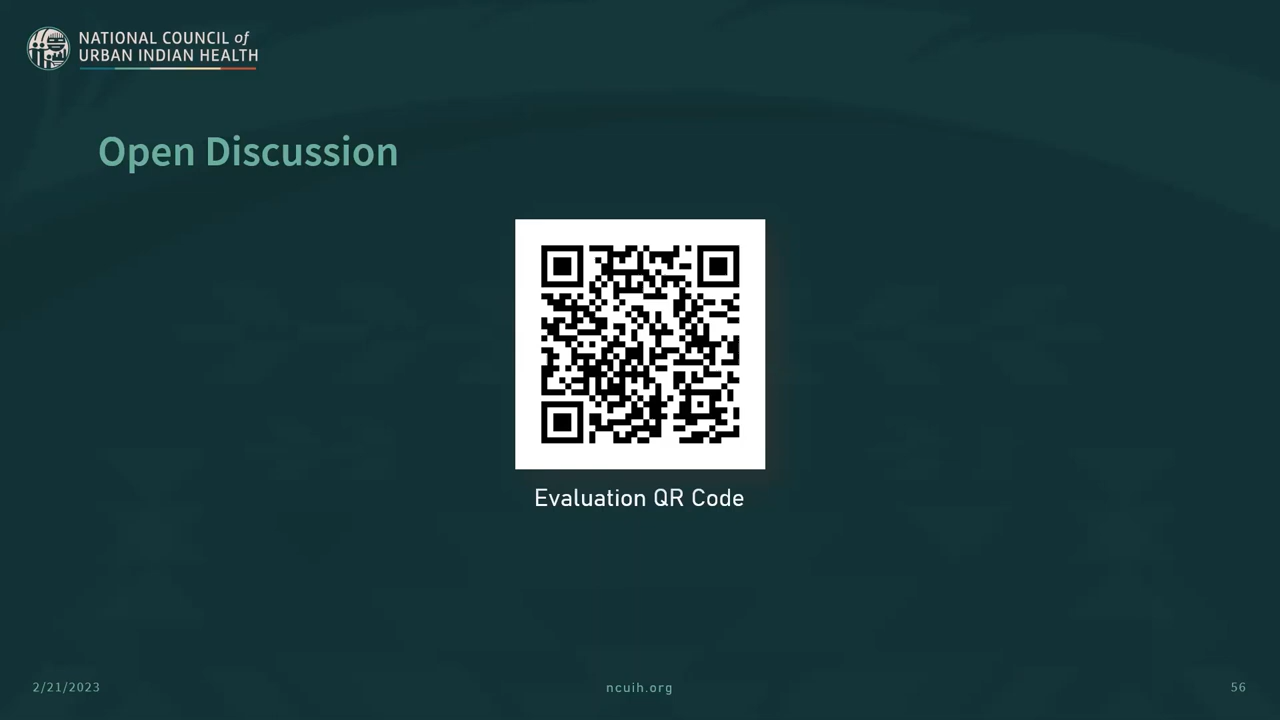 NATIONAL COUNCIL of
URBAN INDIAN HEALTH
Open Discussion
Evaluation QR Code
2/21/2023
ncuih.org
56